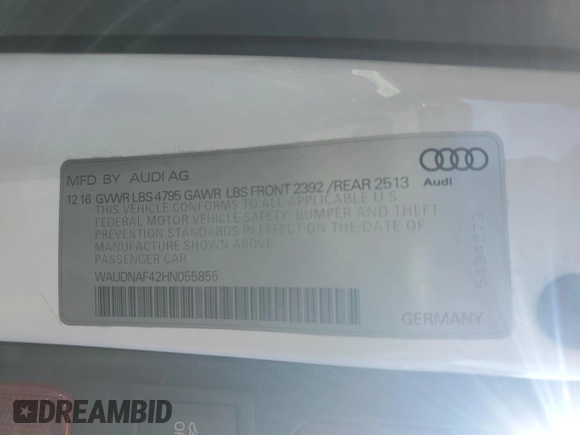 MFD. BY AUDI AG
12 16 GVWR LBS 4795 GAWR LBS FRONT 2392 / REAR 2513
THIS VEHICLE CONFORMS TO ALL APPLICABLE U S
FEDERAL MOTOR VEHICLE SAFETY, BUMPER AND THEFT
PREVENTION STANDARDS IN EFFECT ON THE DATE OF
MANUFACTURE SHOWN ABOVE
PASSENGER CAR
WAUDNAF42HN055855
Audi
GERMANY
DREAMBID